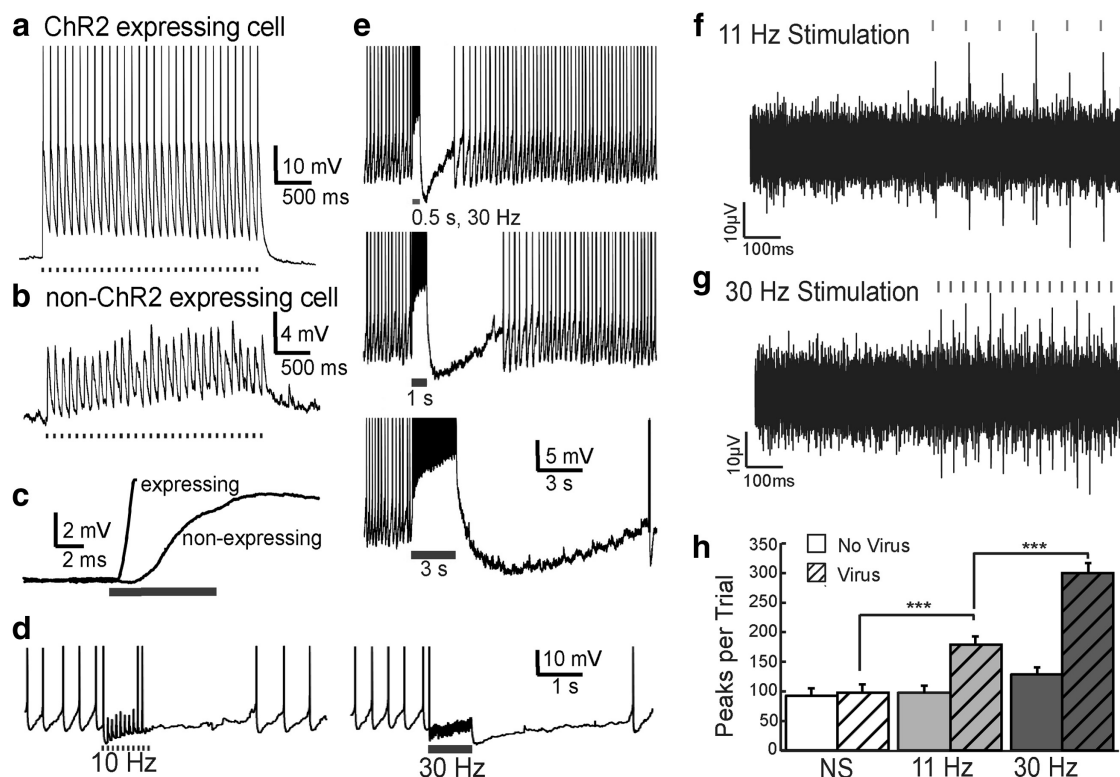 a ChR2 expressing cell
10 mV
500 ms
b non-ChR2 expressing cell
4 mV
500 ms
c
expressing
non-expressing
2 mV
2 ms
d
10 Hz
30 Hz
10 mV
1 s
e
0.5 s, 30 Hz
1 s
5 mV
3 s
3 s
f 11 Hz Stimulation
10µV
100ms
g 30 Hz Stimulation
10µV
100ms
h
No Virus
Virus
***
***
Peaks per Trial
350
300
250
200
150
100
50
0
NS
11 Hz
30 Hz